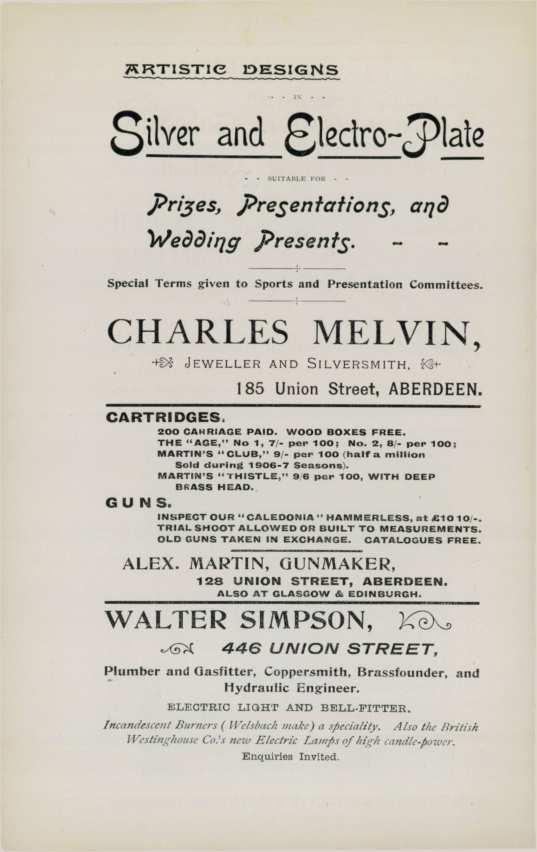 ARTISTIC DESIGNS
- - IN - -
Silver and Electro-Plate
- - SUITABLE FOR - -
Prizes, Presentations, and
Wedding Presents. - -
Special Terms given to Sports and Presentation Committees.
CHARLES MELVIN,
JEWELLER AND SILVERSMITH,
185 Union Street, ABERDEEN.
CARTRIDGES.
200 CARRIAGE PAID. WOOD BOXES FREE.
THE "AGE," No 1, 7/- per 100; No. 2, 8/- per 100;
MARTIN'S "CLUB," 9/- per 100 (half a million
Sold during 1906-7 Seasons).
MARTIN'S "THISTLE," 9/6 per 100, WITH DEEP
BRASS HEAD.
GUNS.
INSPECT OUR "CALEDONIA" HAMMERLESS, at £10 10/-.
TRIAL SHOOT ALLOWED OR BUILT TO MEASUREMENTS.
OLD GUNS TAKEN IN EXCHANGE. CATALOGUES FREE.
ALEX. MARTIN, GUNMAKER,
128 UNION STREET, ABERDEEN.
ALSO AT GLASGOW & EDINBURGH.
WALTER SIMPSON,
446 UNION STREET,
Plumber and Gasfitter, Coppersmith, Brassfounder, and
Hydraulic Engineer.
ELECTRIC LIGHT AND BELL-FITTER.
Incandescent Burners (Welsbach make) a speciality. Also the British
Westinghouse Co.'s new Electric Lamps of high candle-power.
Enquiries Invited.